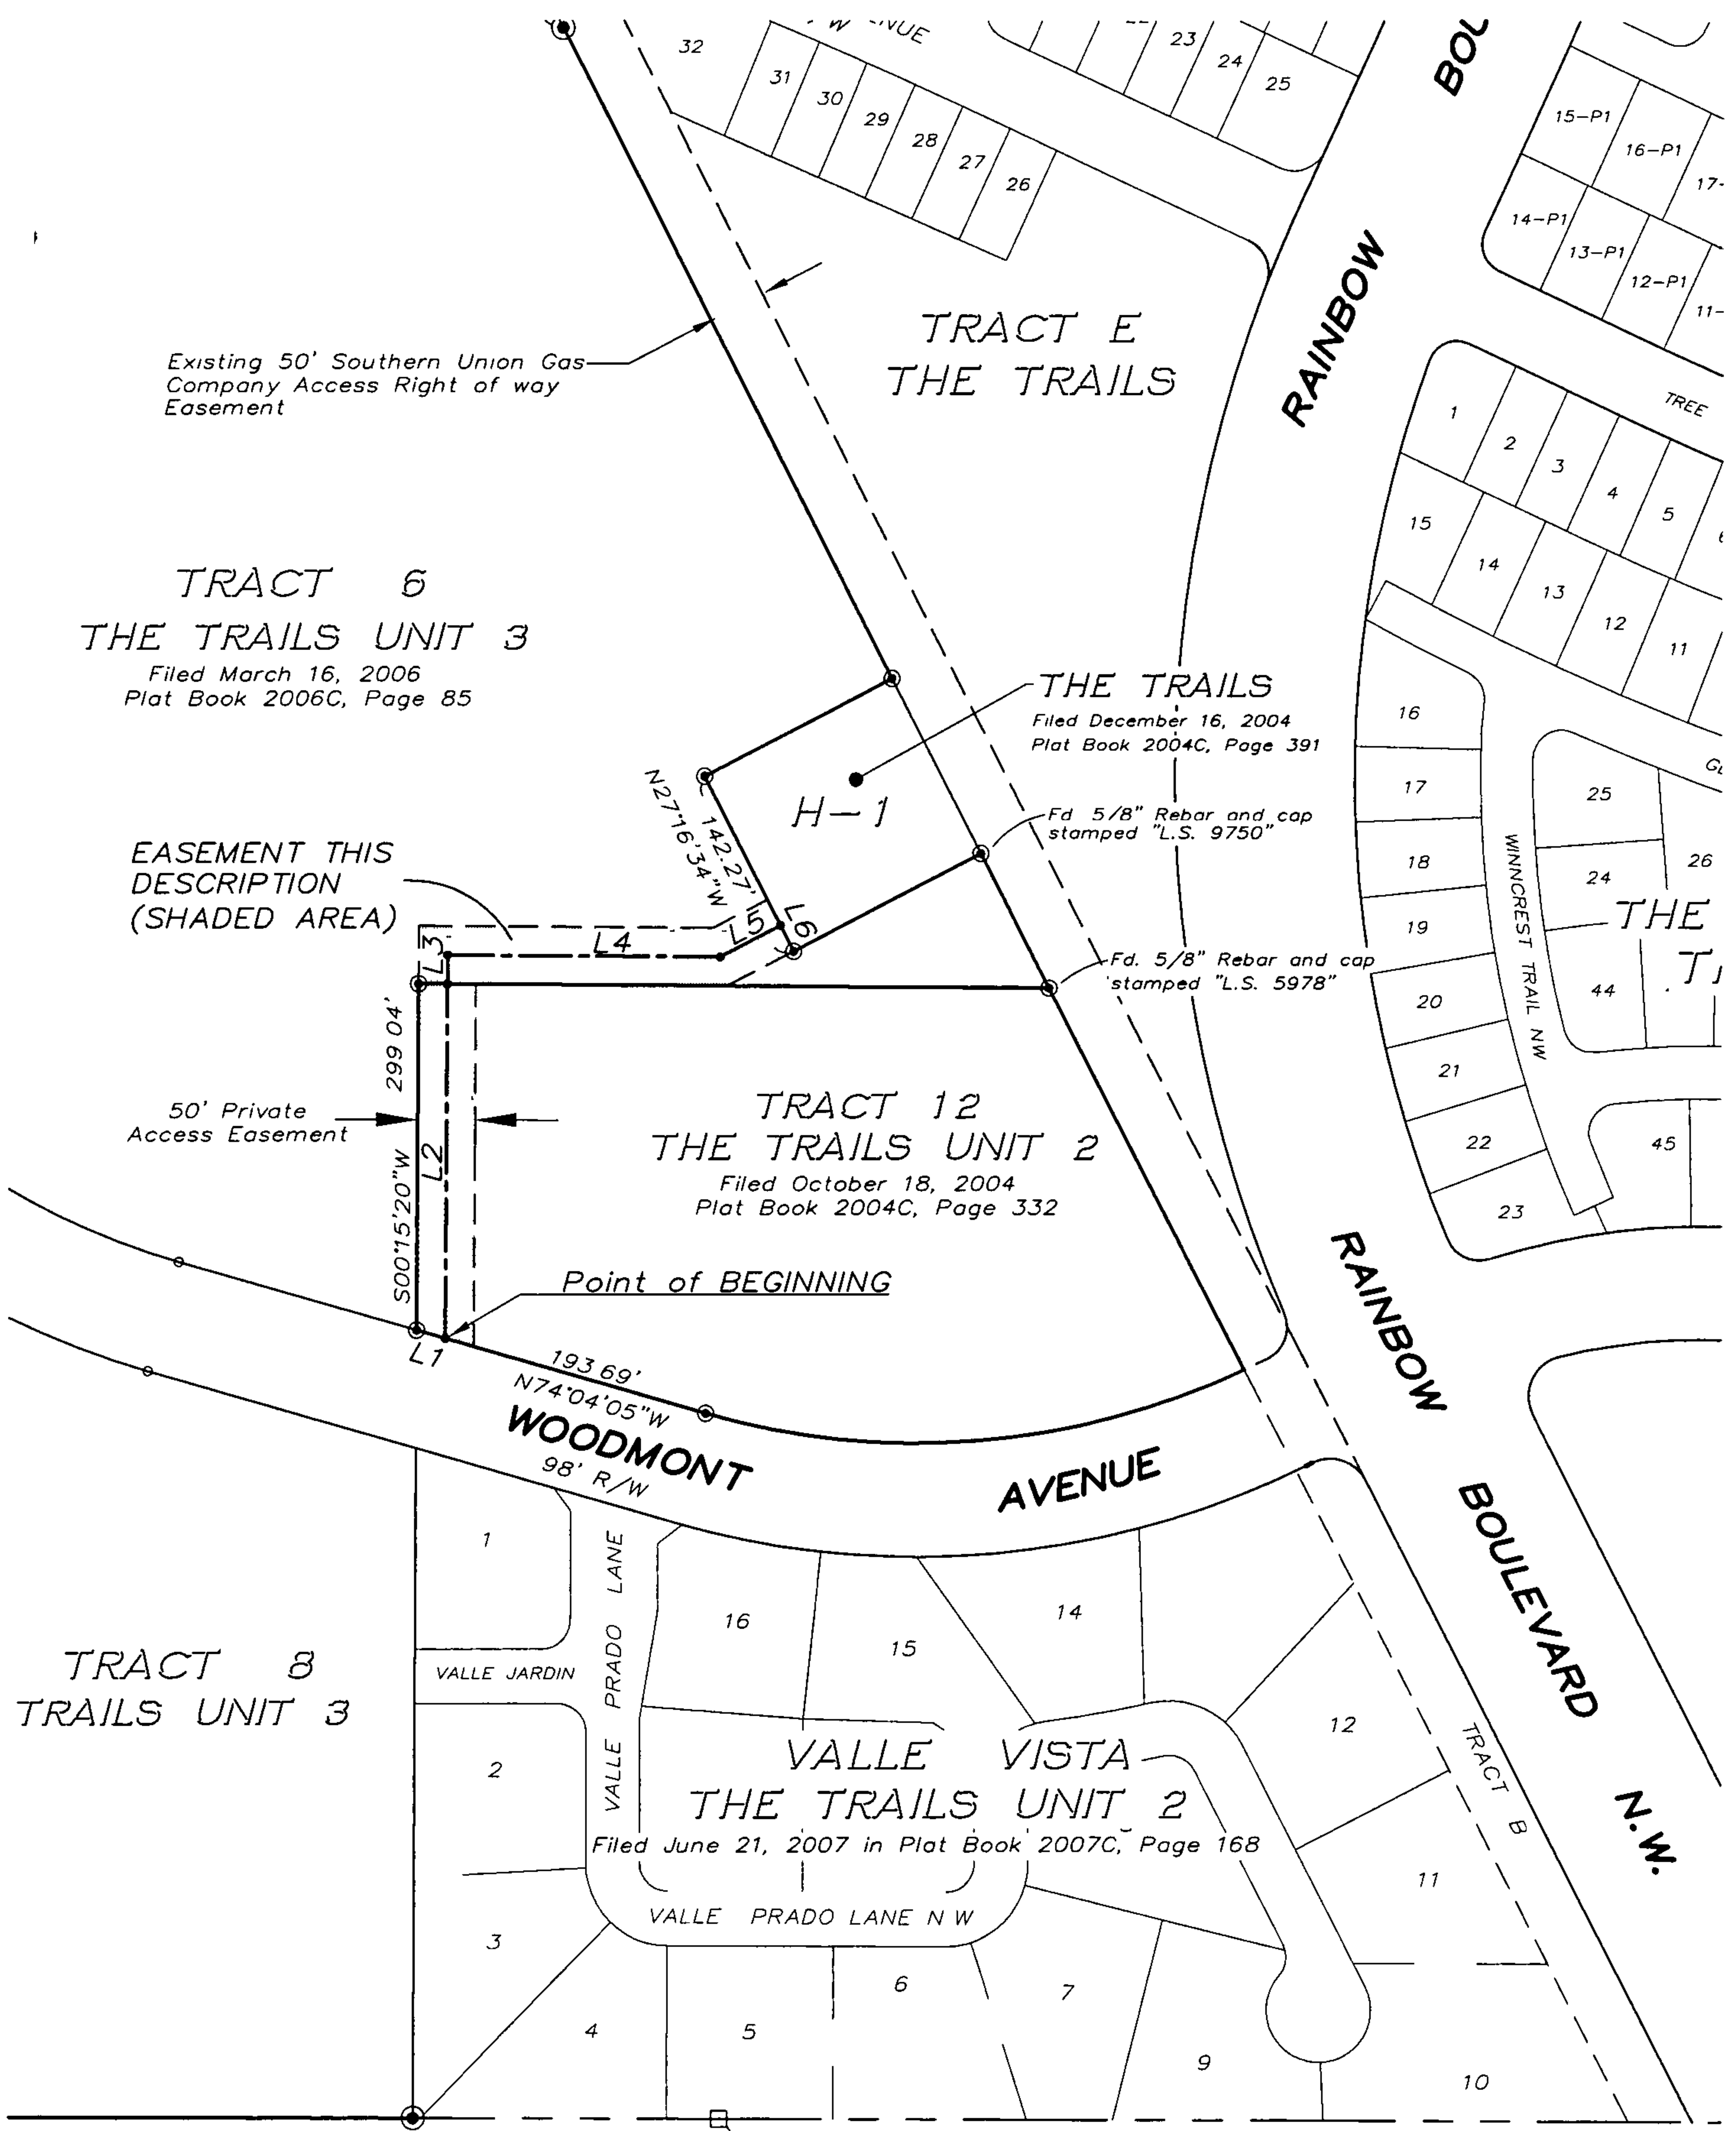 32
31
30
29
28
27
26
23
24
25
RAINBOW
15-P1
16-P1
14-P1
13-P1
12-P1
TRACT E
THE TRAILS
Existing 50' Southern Union Gas
Company Access Right of way
Easement
1
2
3
4
5
TREE
15
14
13
12
11
TRACT 6
THE TRAILS UNIT 3
Filed March 16, 2006
Plat Book 2006C, Page 85
THE TRAILS
Filed December 16, 2004
Plat Book 2004C, Page 391
H-1
N27°16'34"W
142.27'
Fd 5/8" Rebar and cap
stamped "L.S. 9750"
16
17
18
19
20
21
22
23
WINNCREST TRAIL NW
25
24
26
44
45
THE
EASEMENT THIS
DESCRIPTION
(SHADED AREA)
L3
L4
L5
L6
Fd. 5/8" Rebar and cap
stamped "L.S. 5978"
299 04'
S00°15'20"W
L2
50' Private
Access Easement
TRACT 12
THE TRAILS UNIT 2
Filed October 18, 2004
Plat Book 2004C, Page 332
Point of BEGINNING
L1
193 69'
N74°04'05"W
WOODMONT
AVENUE
98' R/W
RAINBOW
BOULEVARD
N.W.
1
VALLE PRADO LANE
16
15
14
12
TRACT 8
TRAILS UNIT 3
VALLE JARDIN
2
VALLE PRADO
VALLE VISTA
THE TRAILS UNIT 2
Filed June 21, 2007 in Plat Book 2007C, Page 168
TRACT B
11
VALLE PRADO LANE N W
3
4
5
6
7
9
10